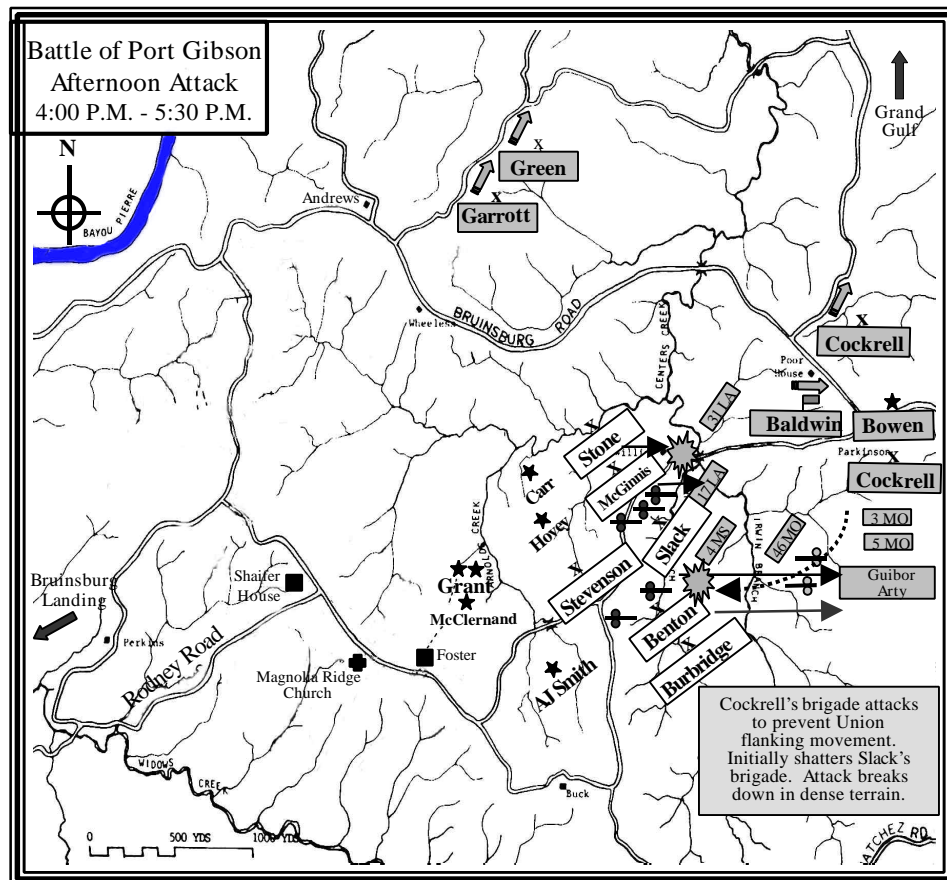 Battle of Port Gibson
Afternoon Attack
4:00 P.M. - 5:30 P.M.
N
BAYOU PIERRE
Grand
Gulf
x
Green
x
Garrott
Andrews
Wheeless
BRUINSBURG ROAD
CENTERS CREEK
x
Cockrell
Poor
House
Baldwin
Bowen
31 LA
Parkinson
x
Cockrell
x
Stone
x
McGinnis
17 LA
Carr
x
Hovey
x
Slack
4 MS
46 MO
3 MO
5 MO
IRWIN BRANCH
Guibor
Arty
ARNOLDS CREEK
Stevenson
x
Benton
x
Burbridge
Grant
McClernand
Bruinsburg
Landing
Shaifer
House
Perkins
Rodney Road
Magnolia Ridge
Church
Foster
AJ Smith
Cockrell’s brigade attacks
to prevent Union
flanking movement.
Initially shatters Slack's
brigade. Attack breaks
down in dense terrain.
WIDOWS CREEK
Buck
0 500 YDS 1000 YDS
RD